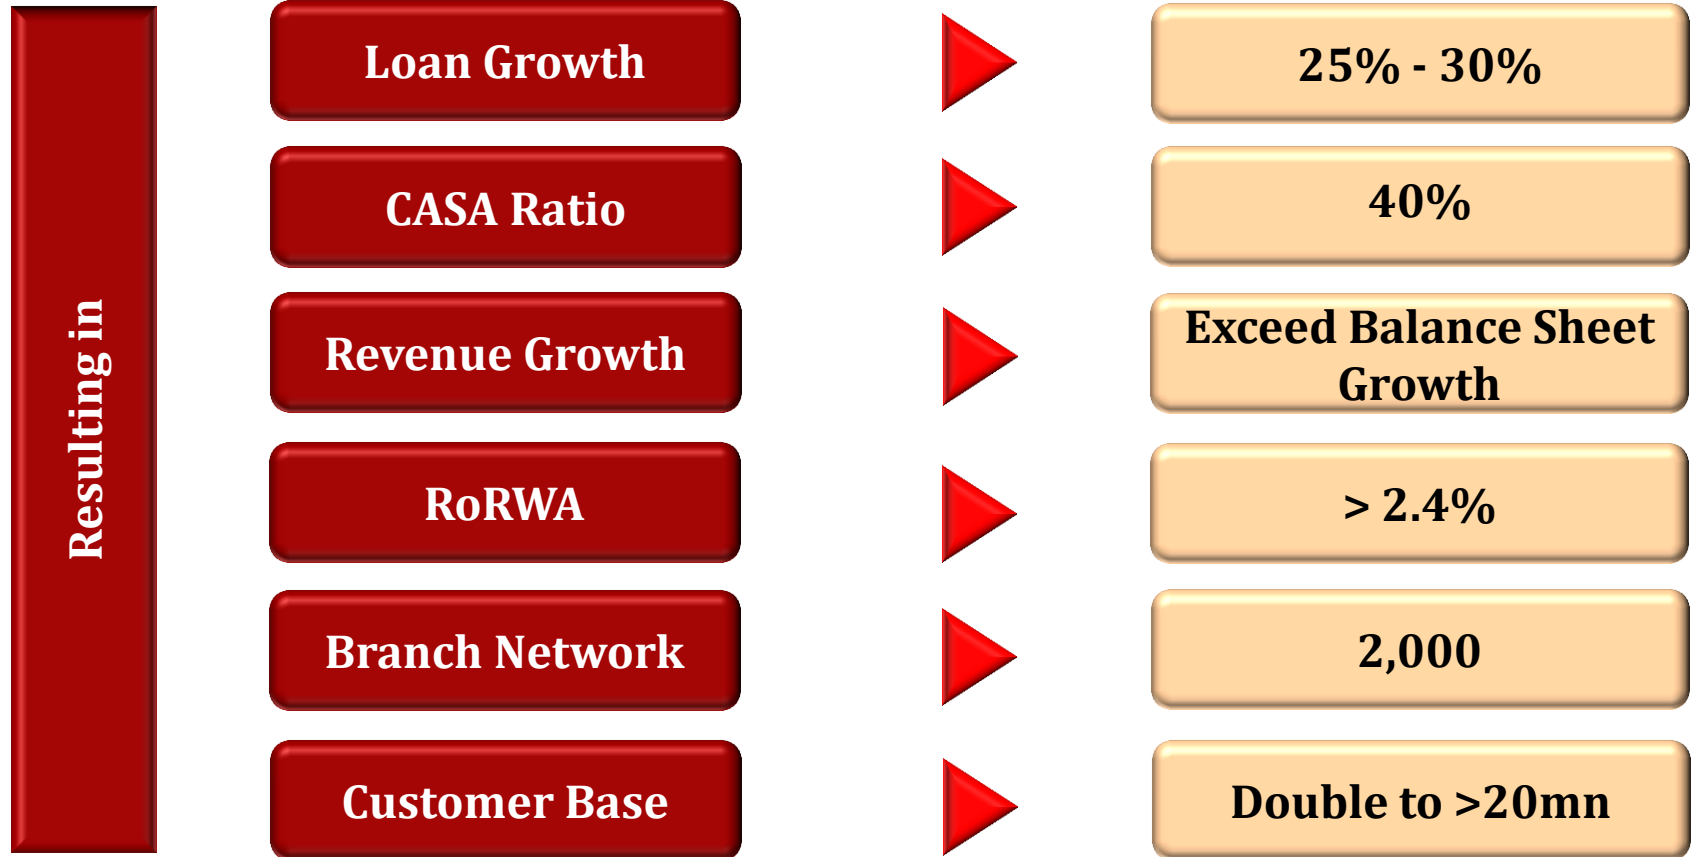 Resulting in
Loan Growth
25% - 30%
CASA Ratio
40%
Revenue Growth
Exceed Balance Sheet
Growth
RoRWA
> 2.4%
Branch Network
2,000
Customer Base
Double to >20mn